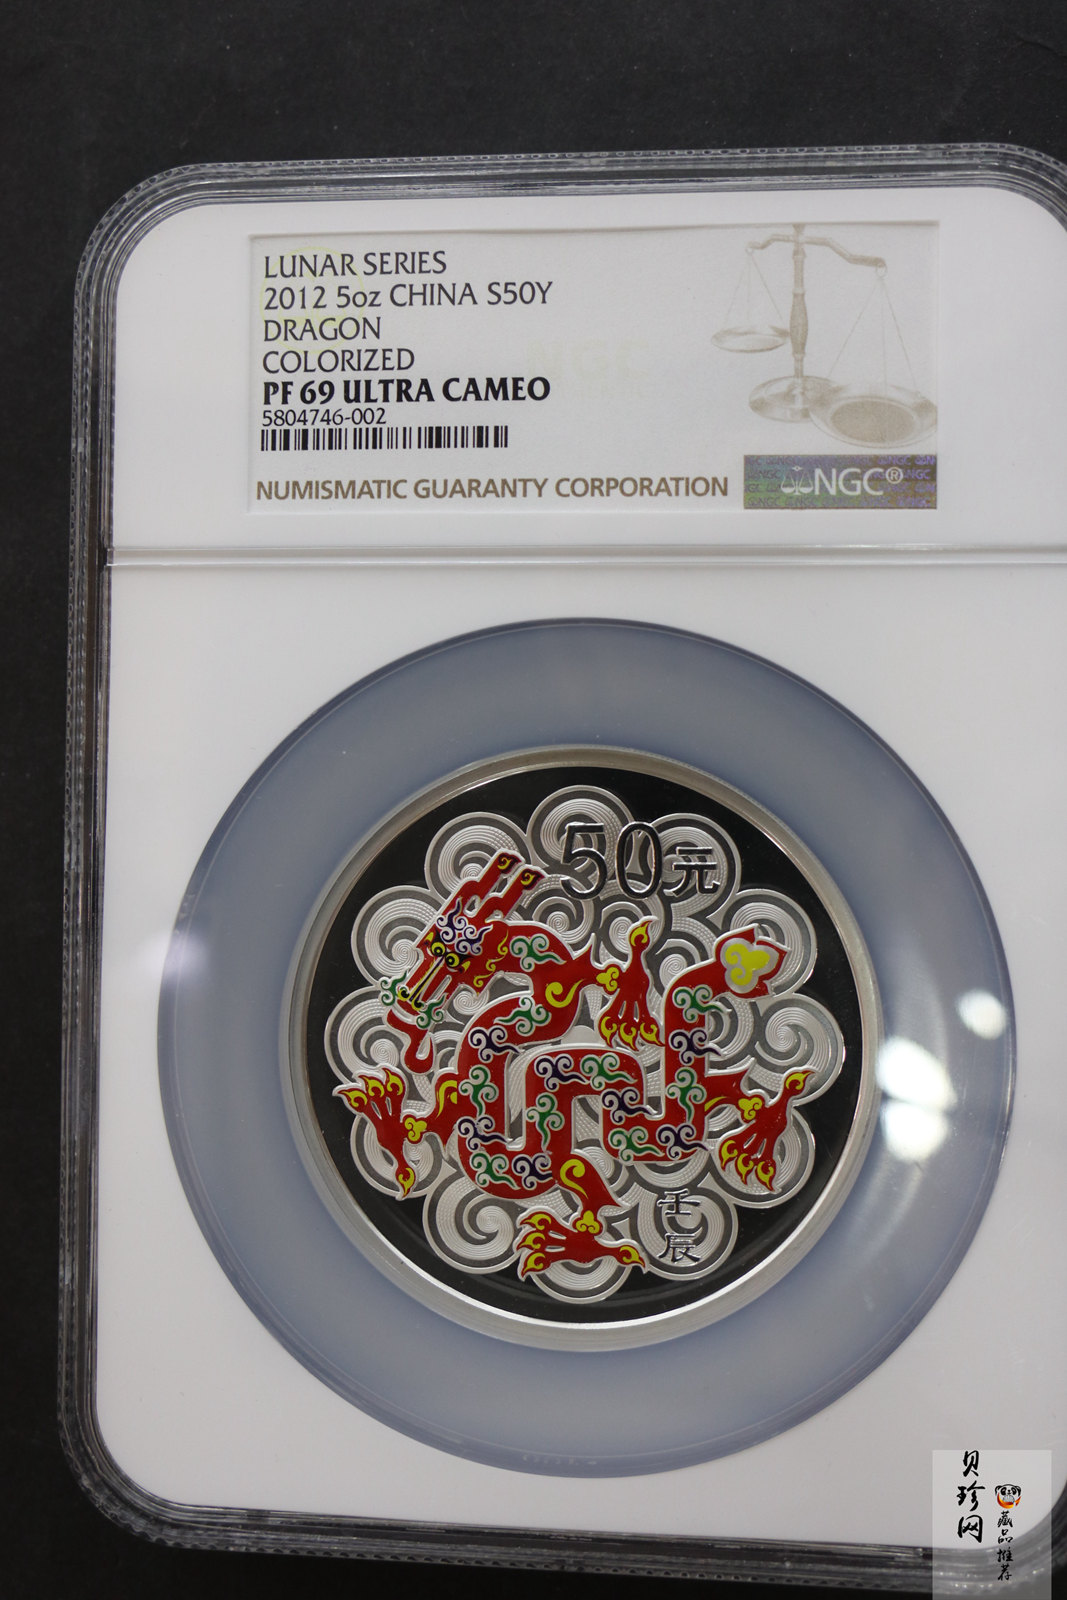 LUNAR SERIES
2012 5oz CHINA S50Y
DRAGON
COLORIZED
PF 69 ULTRA CAMEO
5804746-002
NUMISMATIC GUARANTY CORPORATION
NGC®
50元
壬辰
贝珍网
藏品推荐